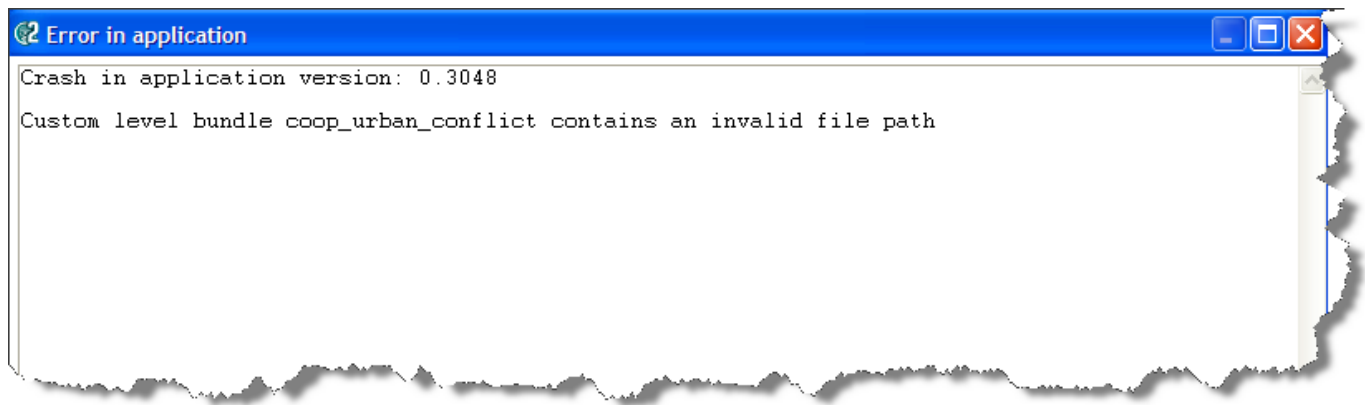 Error in application
Crash in application version: 0.3048
Custom level bundle coop_urban_conflict contains an invalid file path